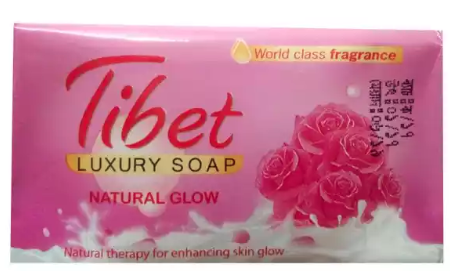 World class fragrance
Tibet
LUXURY SOAP
NATURAL GLOW
Natural therapy for enhancing skin glow